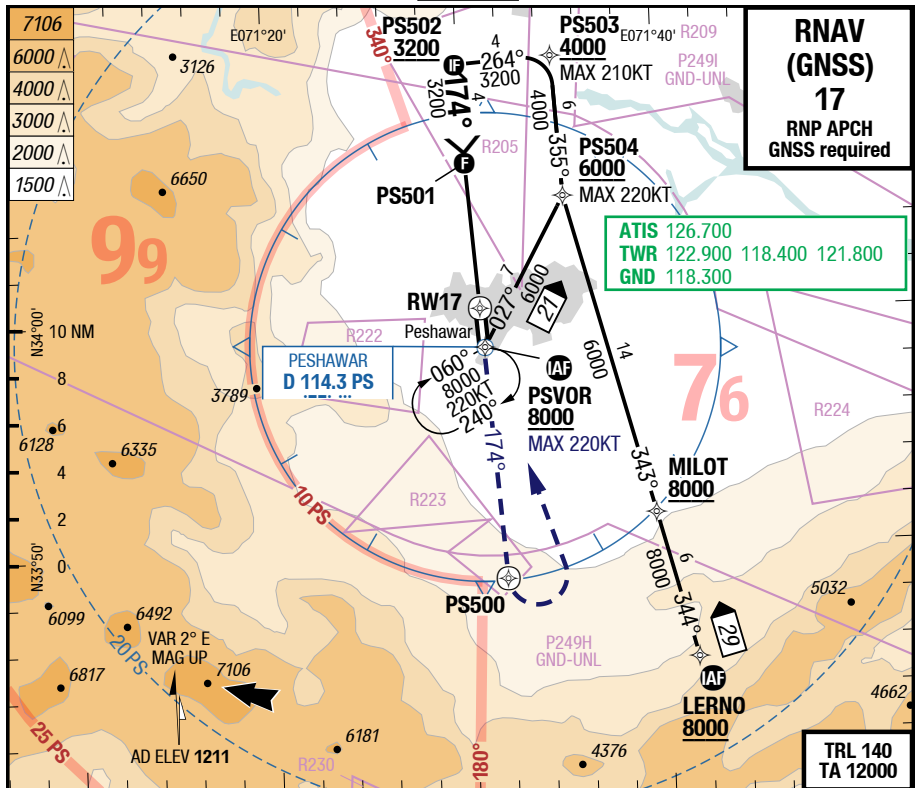 7106
6000
4000
3000
2000
1500
E071°20'
3126
340°
PS502
3200
4
264°
3200
IF
174°
4
3200
PS503
4000
MAX 210KT
E071°40'
R209
P249I
GND-UNL
RNAV
(GNSS)
17
RNP APCH
GNSS required
6
4000
355°
R205
F
PS501
PS504
6000
MAX 220KT
6650
99
ATIS 126.700
TWR 122.900 118.400 121.800
GND 118.300
RW17
Peshawar
027°
7
6000
21
14
6000
N34°00'
10 NM
8
6
4
2
0
N33°50'
R222
PESHAWAR
D 114.3 PS
3789
060°
8000
220KT
240°
IAF
PSVOR
8000
MAX 220KT
76
R224
6128
6335
174°
343°
MILOT
8000
R223
10 PS
6
8000
344°
PS500
29
IAF
LERNO
8000
5032
6099
6492
VAR 2° E
MAG UP
20 PS
P249H
GND-UNL
6817
7106
4662
25 PS
AD ELEV 1211
6181
R230
180°
4376
TRL 140
TA 12000